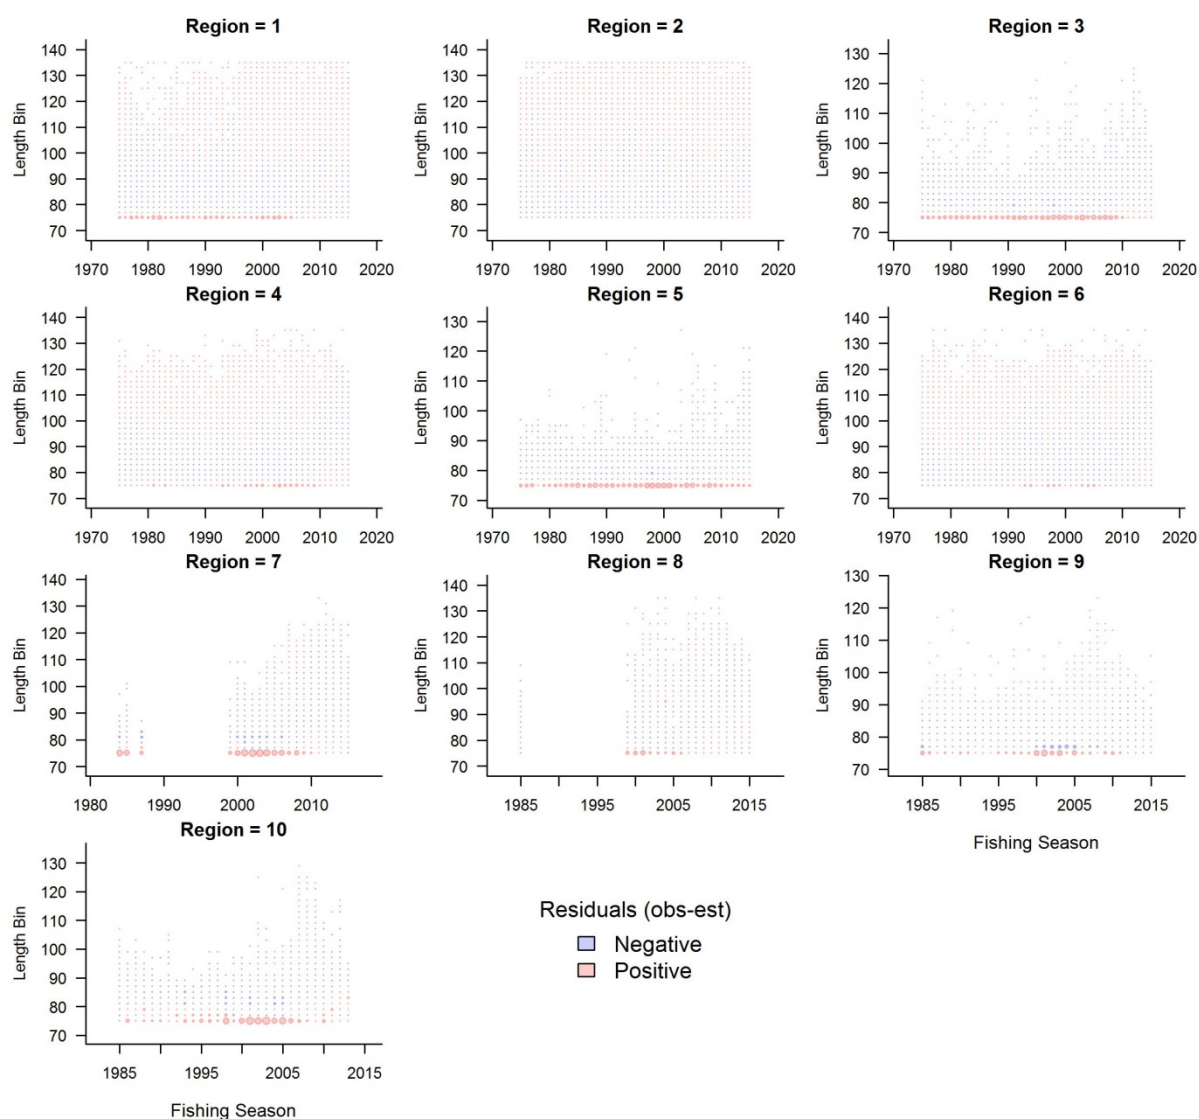 Region = 1
Length Bin
140
130
120
110
100
90
80
70
1970 1980 1990 2000 2010 2020
Region = 2
Length Bin
140
130
120
110
100
90
80
70
1970 1980 1990 2000 2010 2020
Region = 3
Length Bin
140
130
120
110
100
90
80
70
1970 1980 1990 2000 2010 2020
Region = 4
Length Bin
140
130
120
110
100
90
80
70
1970 1980 1990 2000 2010 2020
Region = 5
Length Bin
130
120
110
100
90
80
70
1970 1980 1990 2000 2010 2020
Region = 6
Length Bin
140
130
120
110
100
90
80
70
1970 1980 1990 2000 2010 2020
Region = 7
Length Bin
140
130
120
110
100
90
80
70
1980 1990 2000 2010
Region = 8
Length Bin
140
130
120
110
100
90
80
70
1985 1995 2005 2015
Region = 9
Length Bin
130
120
110
100
90
80
70
1985 1995 2005 2015
Fishing Season
Region = 10
Length Bin
130
120
110
100
90
80
70
1985 1995 2005 2015
Fishing Season
Residuals (obs-est)
Negative
Positive